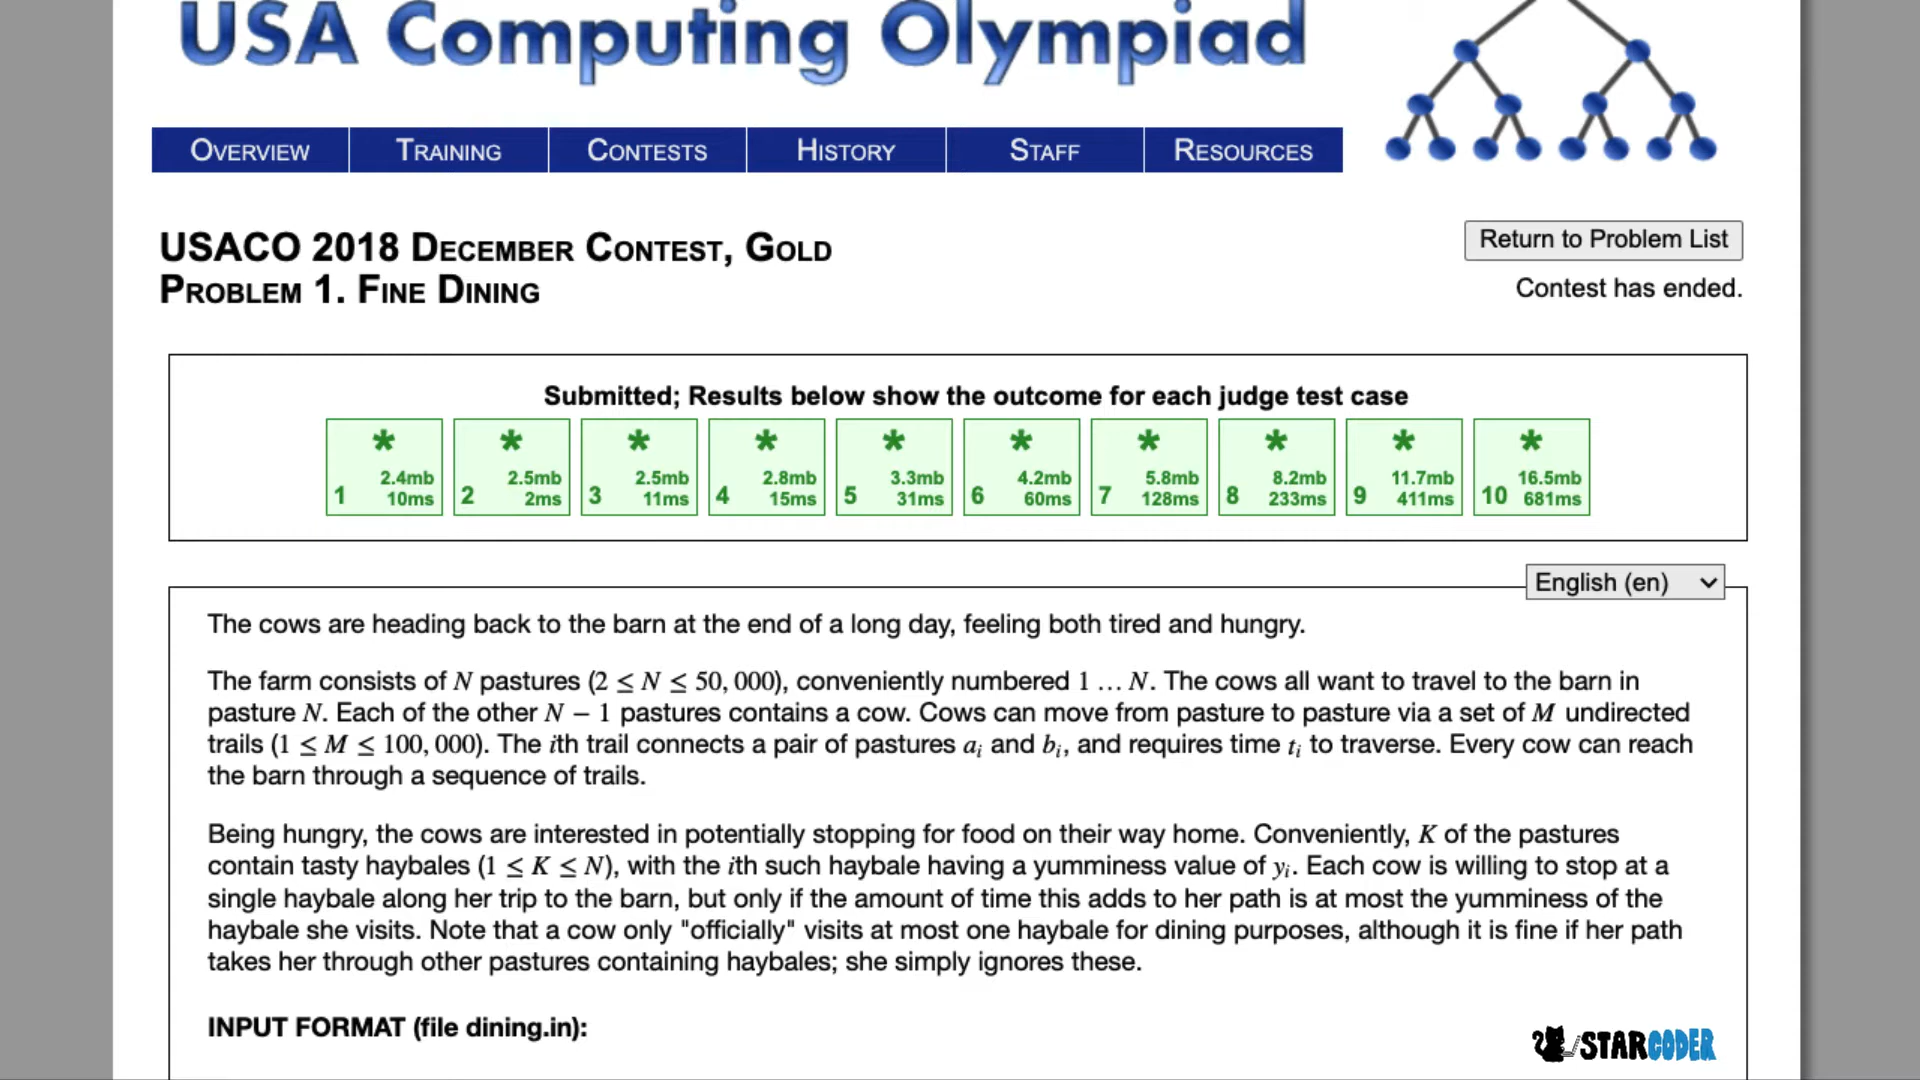 USA Computing Olympiad
OVERVIEW TRAINING CONTESTS HISTORY STAFF RESOURCES
USACO 2018 DECEMBER CONTEST, GOLD
PROBLEM 1. FINE DINING
Return to Problem List
Contest has ended.
Submitted; Results below show the outcome for each judge test case
* * * * * * * * * *
2.4mb 2.5mb 2.5mb 2.8mb 3.3mb 4.2mb 5.8mb 8.2mb 11.7mb 16.5mb
1 10ms 2 2ms 3 11ms 4 15ms 5 31ms 6 60ms 7 128ms 8 233ms 9 411ms 10 681ms
English (en)
The cows are heading back to the barn at the end of a long day, feeling both tired and hungry.
The farm consists of N pastures (2 ≤ N ≤ 50, 000), conveniently numbered 1 … N. The cows all want to travel to the barn in
pasture N. Each of the other N − 1 pastures contains a cow. Cows can move from pasture to pasture via a set of M undirected
trails (1 ≤ M ≤ 100, 000). The ith trail connects a pair of pastures aᵢ and bᵢ, and requires time tᵢ to traverse. Every cow can reach
the barn through a sequence of trails.
Being hungry, the cows are interested in potentially stopping for food on their way home. Conveniently, K of the pastures
contain tasty haybales (1 ≤ K ≤ N), with the ith such haybale having a yumminess value of yᵢ. Each cow is willing to stop at a
single haybale along her trip to the barn, but only if the amount of time this adds to her path is at most the yumminess of the
haybale she visits. Note that a cow only "officially" visits at most one haybale for dining purposes, although it is fine if her path
takes her through other pastures containing haybales; she simply ignores these.
INPUT FORMAT (file dining.in):
STARCODER